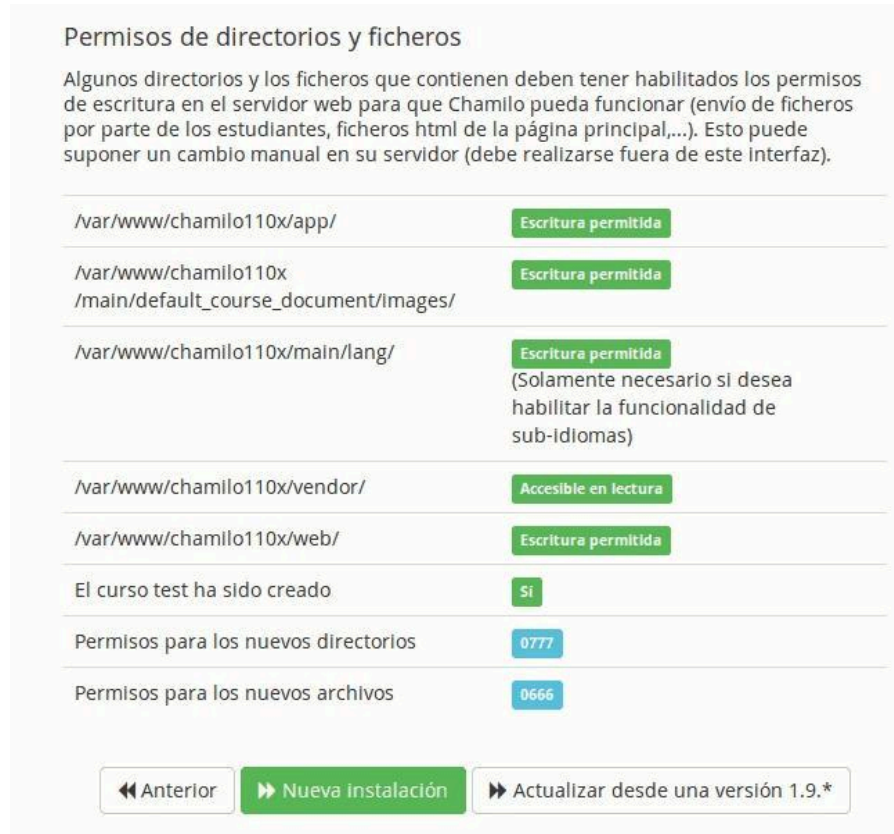 Permisos de directorios y ficheros
Algunos directorios y los ficheros que contienen deben tener habilitados los permisos
de escritura en el servidor web para que Chamilo pueda funcionar (envío de ficheros
por parte de los estudiantes, ficheros html de la página principal,...). Esto puede
suponer un cambio manual en su servidor (debe realizarse fuera de este interfaz).
/var/www/chamilo110x/app/ Escritura permitida
/var/www/chamilo110x Escritura permitida
/main/default_course_document/images/
/var/www/chamilo110x/main/lang/ Escritura permitida
(Solamente necesario si desea
habilitar la funcionalidad de
sub-idiomas)
/var/www/chamilo110x/vendor/ Accesible en lectura
/var/www/chamilo110x/web/ Escritura permitida
El curso test ha sido creado Sí
Permisos para los nuevos directorios 0777
Permisos para los nuevos archivos 0666
Anterior Nueva instalación Actualizar desde una versión 1.9.*